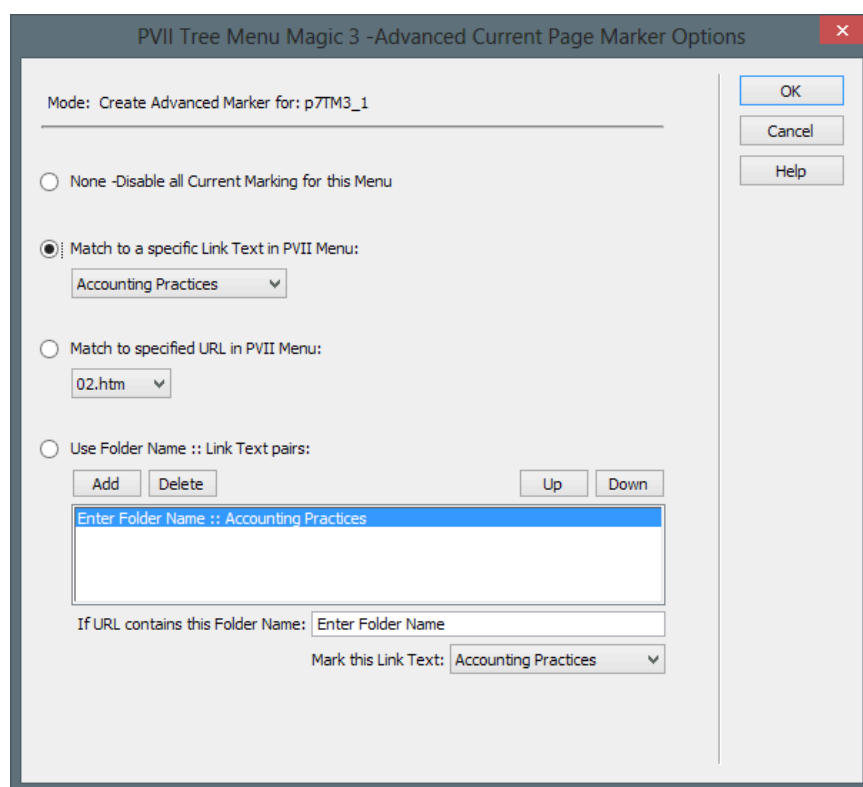 PVII Tree Menu Magic 3 -Advanced Current Page Marker Options
Mode: Create Advanced Marker for: p7TM3_1
OK
Cancel
Help
None -Disable all Current Marking for this Menu
Match to a specific Link Text in PVII Menu:
Accounting Practices
Match to specified URL in PVII Menu:
02.htm
Use Folder Name :: Link Text pairs:
Add Delete Up Down
Enter Folder Name :: Accounting Practices
If URL contains this Folder Name: Enter Folder Name
Mark this Link Text: Accounting Practices